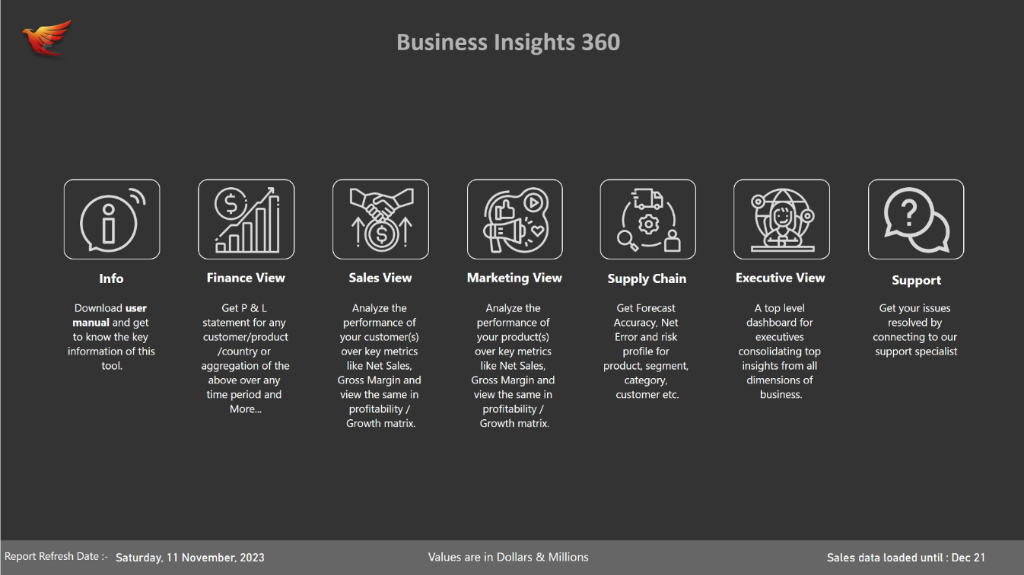 Business Insights 360
Info
Download user
manual and get
to know the key
information of this
tool.
Finance View
Get P & L
statement for any
customer/product
/country or
aggregation of the
above over any
time period and
More...
Sales View
Analyze the
performance of
your customer(s)
over key metrics
like Net Sales,
Gross Margin and
view the same in
profitability /
Growth matrix.
Marketing View
Analyze the
performance of
your product(s)
over key metrics
like Net Sales,
Gross Margin and
view the same in
profitability /
Growth matrix.
Supply Chain
Get Forecast
Accuracy, Net
Error and risk
profile for
product, segment,
category,
customer etc.
Executive View
A top level
dashboard for
executives
consolidating top
insights from all
dimensions of
business.
Support
Get your issues
resolved by
connecting to our
support specialist
Report Refresh Date :- Saturday, 11 November, 2023
Values are in Dollars & Millions
Sales data loaded until : Dec 21